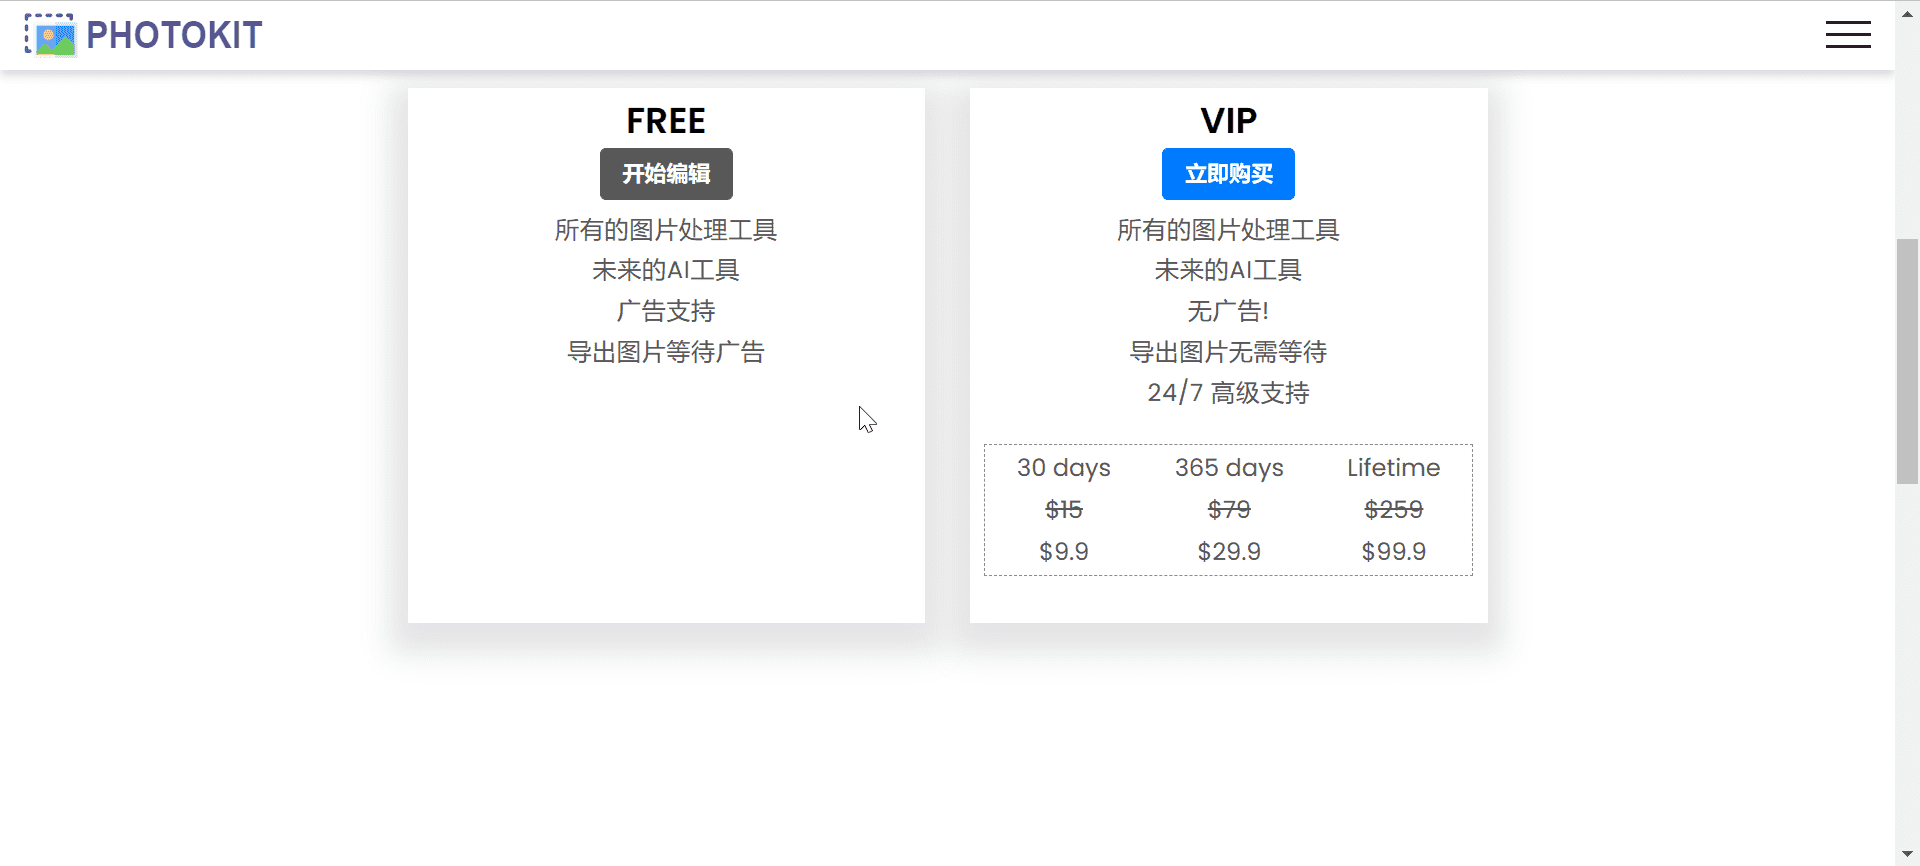 PHOTOKIT
FREE
开始编辑
所有的图片处理工具
未来的AI工具
广告支持
导出图片等待广告
VIP
立即购买
所有的图片处理工具
未来的AI工具
无广告!
导出图片无需等待
24/7 高级支持
30 days 365 days Lifetime
$15 $79 $259
$9.9 $29.9 $99.9